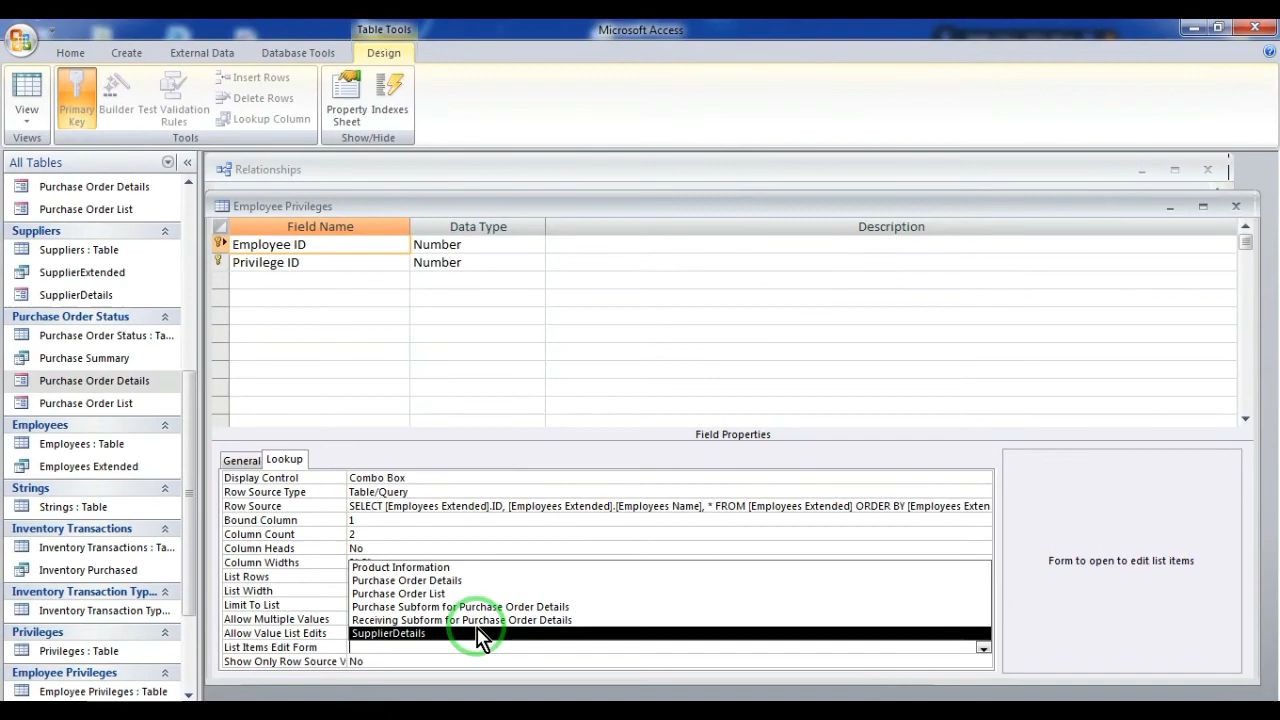 Table Tools
Microsoft Access
Home
Create
External Data
Database Tools
Design
View
Primary Key
Builder
Test Validation Rules
Insert Rows
Delete Rows
Lookup Column
Property Sheet
Indexes
Views
Tools
Show/Hide
All Tables
Purchase Order Details
Purchase Order List
Suppliers
Suppliers : Table
SupplierExtended
SupplierDetails
Purchase Order Status
Purchase Order Status : Ta...
Purchase Summary
Purchase Order Details
Purchase Order List
Employees
Employees : Table
Employees Extended
Strings
Strings : Table
Inventory Transactions
Inventory Transactions : Ta...
Inventory Purchased
Inventory Transaction Types
Inventory Transaction Typ...
Privileges
Privileges : Table
Employee Privileges
Employee Privileges : Table
Relationships
Employee Privileges
Field Name Data Type Description
Employee ID Number
Privilege ID Number
Field Properties
General Lookup
Display Control Combo Box
Row Source Type Table/Query
Row Source SELECT [Employees Extended].ID, [Employees Extended].[Employees Name], * FROM [Employees Extended] ORDER BY [Employees Exten
Bound Column 1
Column Count 2
Column Heads No
Column Widths
List Rows
List Width
Limit To List
Allow Multiple Values
Allow Value List Edits
List Items Edit Form
Show Only Row Source V No
Product Information
Purchase Order Details
Purchase Order List
Purchase Subform for Purchase Order Details
Receiving Subform for Purchase Order Details
SupplierDetails
Form to open to edit list items